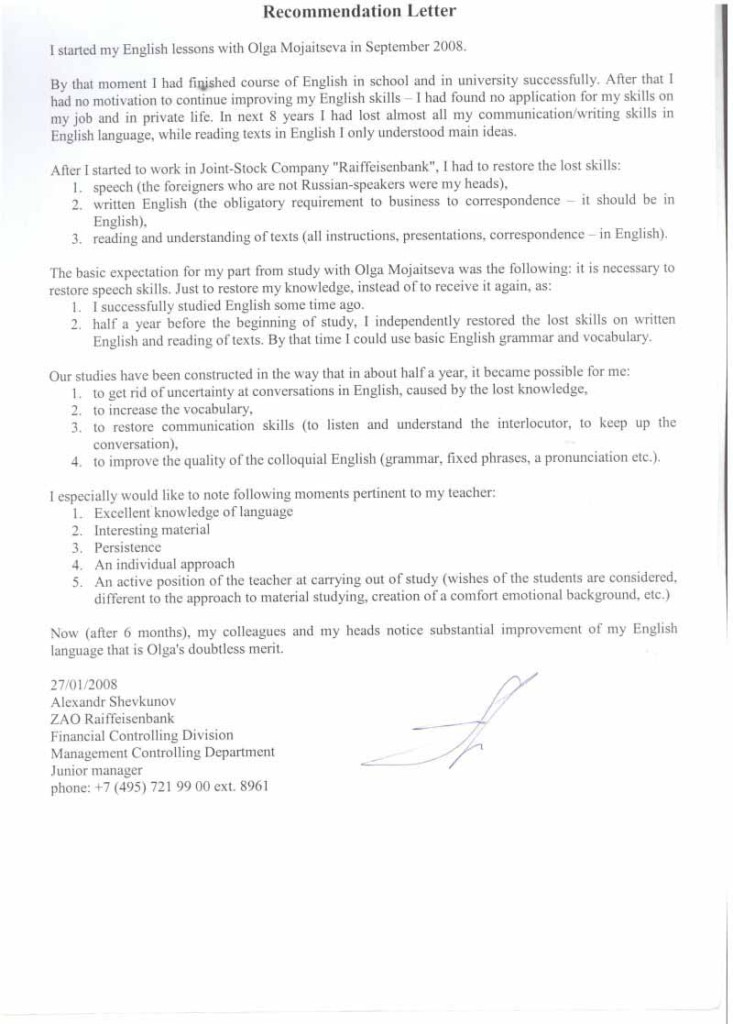 Recommendation Letter
I started my English lessons with Olga Mojaitseva in September 2008.
By that moment I had finished course of English in school and in university successfully. After that I
had no motivation to continue improving my English skills – I had found no application for my skills on
my job and in private life. In next 8 years I had lost almost all my communication/writing skills in
English language, while reading texts in English I only understood main ideas.
After I started to work in Joint-Stock Company "Raiffeisenbank", I had to restore the lost skills:
1. speech (the foreigners who are not Russian-speakers were my heads),
2. written English (the obligatory requirement to business to correspondence – it should be in
English),
3. reading and understanding of texts (all instructions, presentations, correspondence – in English).
The basic expectation for my part from study with Olga Mojaitseva was the following: it is necessary to
restore speech skills. Just to restore my knowledge, instead of to receive it again, as:
1. I successfully studied English some time ago.
2. half a year before the beginning of study, I independently restored the lost skills on written
English and reading of texts. By that time I could use basic English grammar and vocabulary.
Our studies have been constructed in the way that in about half a year, it became possible for me:
1. to get rid of uncertainty at conversations in English, caused by the lost knowledge,
2. to increase the vocabulary,
3. to restore communication skills (to listen and understand the interlocutor, to keep up the
conversation),
4. to improve the quality of the colloquial English (grammar, fixed phrases, a pronunciation etc.).
I especially would like to note following moments pertinent to my teacher:
1. Excellent knowledge of language
2. Interesting material
3. Persistence
4. An individual approach
5. An active position of the teacher at carrying out of study (wishes of the students are considered,
different to the approach to material studying, creation of a comfort emotional background, etc.)
Now (after 6 months), my colleagues and my heads notice substantial improvement of my English
language that is Olga's doubtless merit.
27/01/2008
Alexandr Shevkunov
ZAO Raiffeisenbank
Financial Controlling Division
Management Controlling Department
Junior manager
phone: +7 (495) 721 99 00 ext. 8961